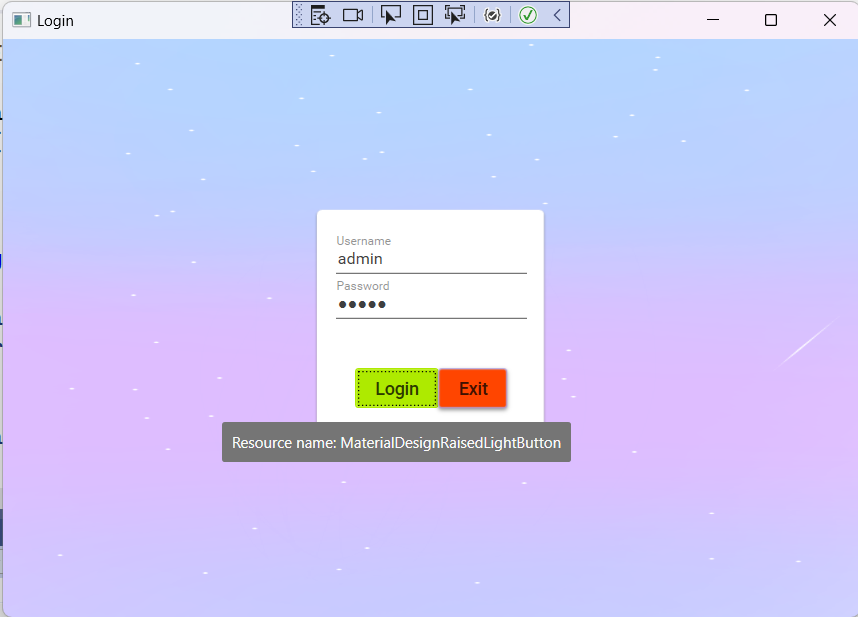 Login
Username
admin
Password
Login
Exit
Resource name: MaterialDesignRaisedLightButton